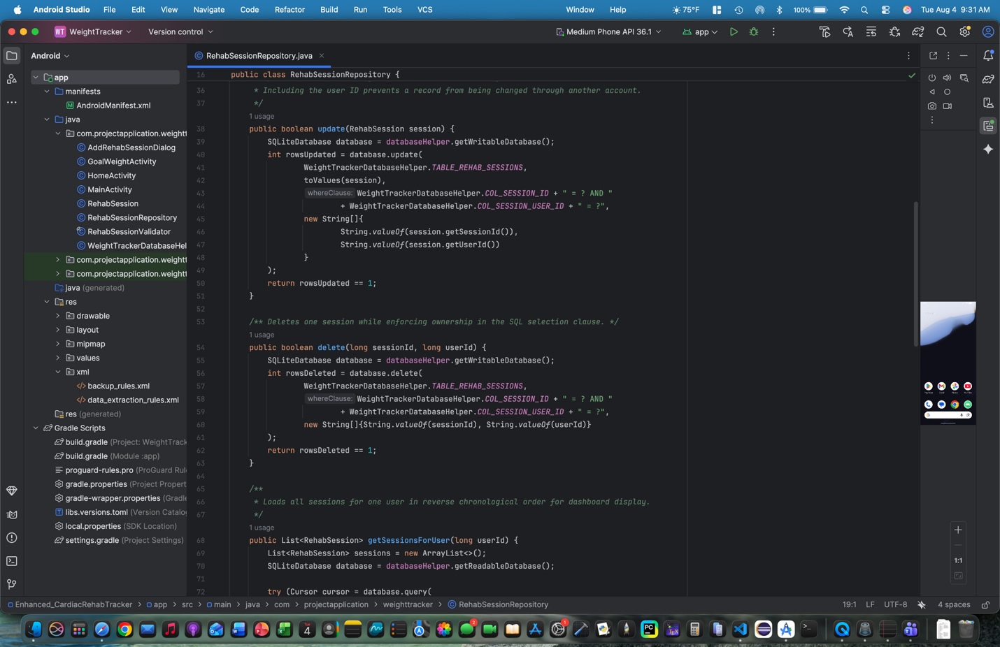 Android Studio File Edit View Navigate Code Refactor Build Run Tools VCS Window Help 75°F 100% Tue Aug 4 9:31 AM
WT WeightTracker Version control Medium Phone API 36.1 app
Android
RehabSessionRepository.java
app
manifests
AndroidManifest.xml
java
com.projectapplication.weightt
AddRehabSessionDialog
GoalWeightActivity
HomeActivity
MainActivity
RehabSession
RehabSessionRepository
RehabSessionValidator
WeightTrackerDatabaseHel
com.projectapplication.weightt
com.projectapplication.weightt
java (generated)
res
drawable
layout
mipmap
values
xml
backup_rules.xml
data_extraction_rules.xml
res (generated)
Gradle Scripts
build.gradle (Project: WeightTrack
build.gradle (Module :app)
proguard-rules.pro (ProGuard Rul
gradle.properties (Project Propert
gradle-wrapper.properties (Gradle
libs.versions.toml (Version Catalog
local.properties (SDK Location)
settings.gradle (Project Settings)
16 public class RehabSessionRepository {
36 * Including the user ID prevents a record from being changed through another account.
37 */
1 usage
38 public boolean update(RehabSession session) {
39 SQLiteDatabase database = databaseHelper.getWritableDatabase();
40 int rowsUpdated = database.update(
41 WeightTrackerDatabaseHelper.TABLE_REHAB_SESSIONS,
42 toValues(session),
43 whereClause: WeightTrackerDatabaseHelper.COL_SESSION_ID + " = ? AND "
44 + WeightTrackerDatabaseHelper.COL_SESSION_USER_ID + " = ?",
45 new String[]{
46 String.valueOf(session.getSessionId()),
47 String.valueOf(session.getUserId())
48 }
49 );
50 return rowsUpdated == 1;
51 }
52
53 /** Deletes one session while enforcing ownership in the SQL selection clause. */
1 usage
54 public boolean delete(long sessionId, long userId) {
55 SQLiteDatabase database = databaseHelper.getWritableDatabase();
56 int rowsDeleted = database.delete(
57 WeightTrackerDatabaseHelper.TABLE_REHAB_SESSIONS,
58 whereClause: WeightTrackerDatabaseHelper.COL_SESSION_ID + " = ? AND "
59 + WeightTrackerDatabaseHelper.COL_SESSION_USER_ID + " = ?",
60 new String[]{String.valueOf(sessionId), String.valueOf(userId)}
61 );
62 return rowsDeleted == 1;
63 }
64
65 /**
66 * Loads all sessions for one user in reverse chronological order for dashboard display.
67 */
1 usage
68 public List<RehabSession> getSessionsForUser(long userId) {
69 List<RehabSession> sessions = new ArrayList<>();
70 SQLiteDatabase database = databaseHelper.getReadableDatabase();
71
72 try (Cursor cursor = database.query(
1:1
Enhanced_CardiacRehabTracker > app > src > main > java > com > projectapplication > weighttracker > RehabSessionRepository 19:1 LF UTF-8 4 spaces
TUE
4
2
1
PC